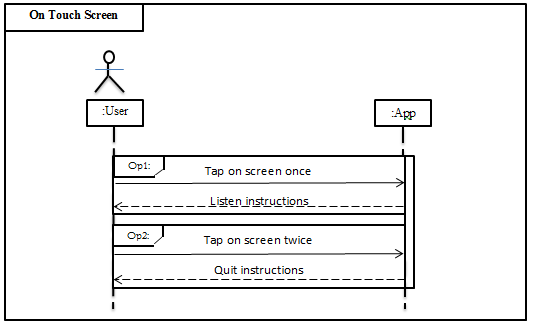 On Touch Screen
:User
:App
Op1:
Tap on screen once
Listen instructions
Op2:
Tap on screen twice
Quit instructions